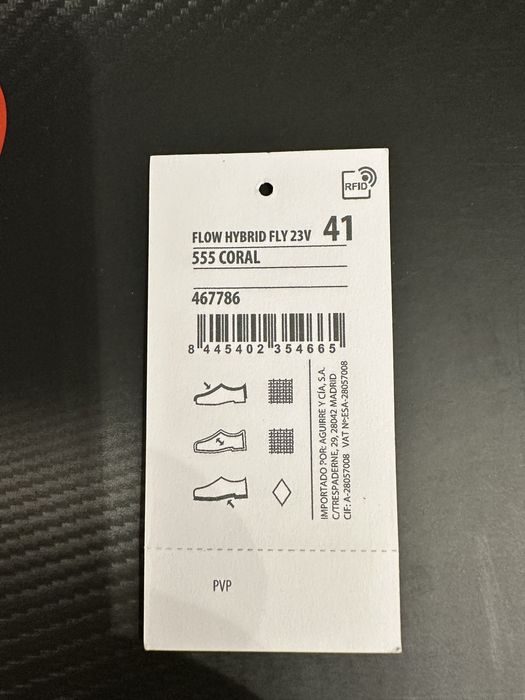 RFID
FLOW HYBRID FLY 23V 41
555 CORAL
467786
8 445402 354665
IMPORTADO POR: AGUIRRE Y CÍA, S.A.
C/TRESPADERNE, 29, 28042 MADRID
CIF: A-28057008 VAT Nº:ESA-28057008
PVP